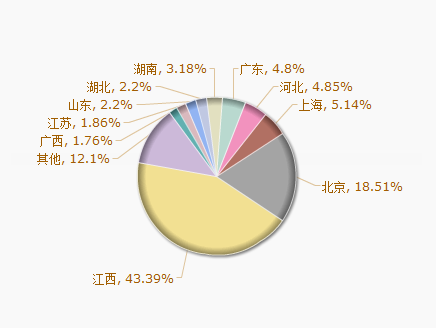 湖南, 3.18%
广东, 4.8%
湖北, 2.2%
河北, 4.85%
山东, 2.2%
上海, 5.14%
江苏, 1.86%
广西, 1.76%
其他, 12.1%
北京, 18.51%
江西, 43.39%